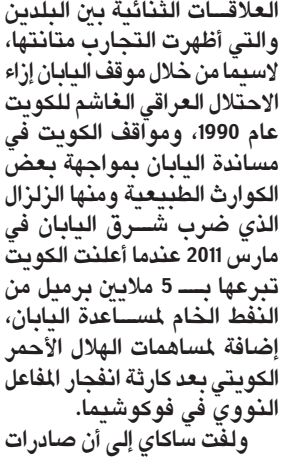 العلاقات الثنائية بين البلدين
والتي أظهرت التجارب متانتها،
لاسيما من خلال موقف اليابان إزاء
الاحتلال العراقي الغاشم للكويت
عام 1990، ومواقف الكويت في
مساندة اليابان بمواجهة بعض
الكوارث الطبيعية ومنها الزلزال
الذي ضرب شرق اليابان في
مارس 2011 عندما أعلنت الكويت
تبرعها بـ 5 ملايين برميل من
النفط الخام لمساعدة اليابان،
إضافة لمساهمات الهلال الأحمر
الكويتي بعد كارثة انفجار المفاعل
النووي في فوكوشيما.
ولفت ساكاي إلى أن صادرات